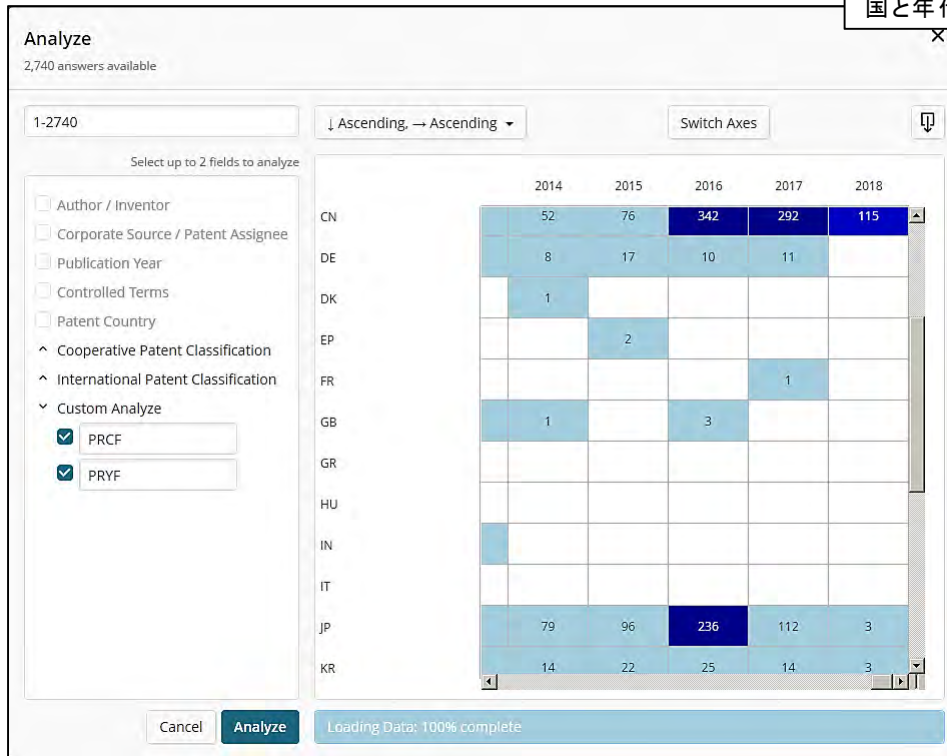 国と年
Analyze
2,740 answers available
1-2740
↓ Ascending, → Ascending
Switch Axes
Select up to 2 fields to analyze
Author / Inventor
Corporate Source / Patent Assignee
Publication Year
Controlled Terms
Patent Country
Cooperative Patent Classification
International Patent Classification
Custom Analyze
PRCF
PRYF
2014 2015 2016 2017 2018
CN 52 76 342 292 115
DE 8 17 10 11
DK 1
EP 2
FR 1
GB 1 3
GR
HU
IN
IT
JP 79 96 236 112 3
KR 14 22 25 14 3
Cancel
Analyze
Loading Data: 100% complete